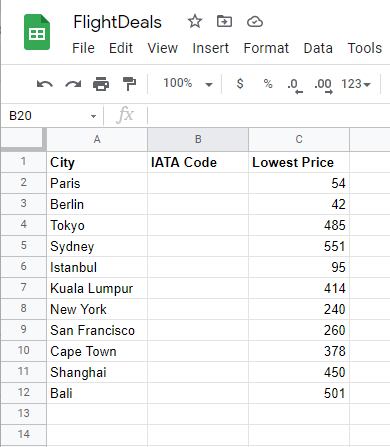 FlightDeals
File Edit View Insert Format Data Tools
100% $ % .0 .00 123
B20 fx
A B C
1 City IATA Code Lowest Price
2 Paris 54
3 Berlin 42
4 Tokyo 485
5 Sydney 551
6 Istanbul 95
7 Kuala Lumpur 414
8 New York 240
9 San Francisco 260
10 Cape Town 378
11 Shanghai 450
12 Bali 501
13
14